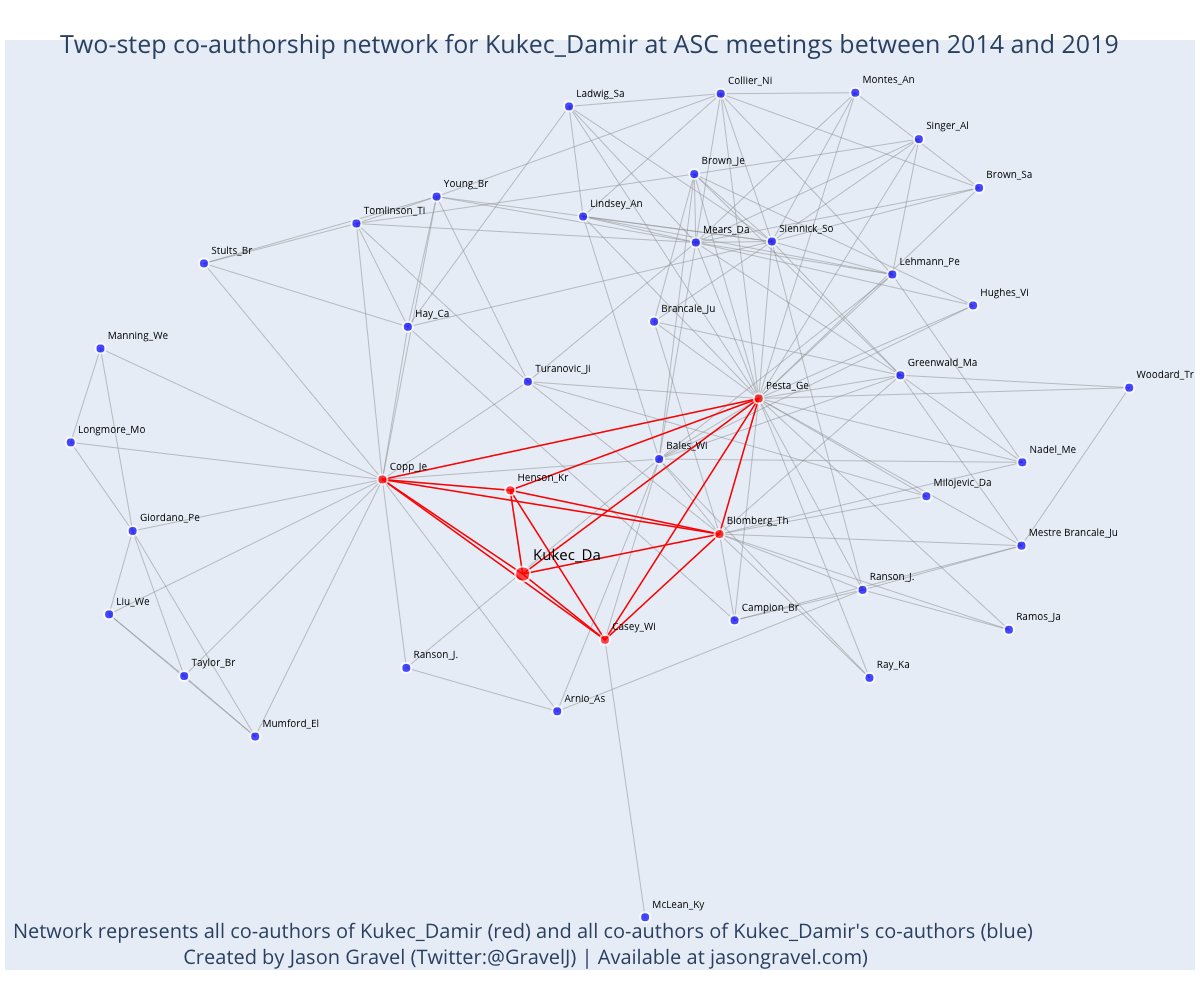 Two-step co-authorship network for Kukec_Damir at ASC meetings between 2014 and 2019
Collier_Ni
Montes_An
Ladwig_Sa
Singer_Al
Brown_Je
Brown_Sa
Young_Br
Lindsey_An
Tomlinson_Ti
Mears_Da
Siennick_So
Stults_Br
Lehmann_Pe
Hughes_Vi
Brancale_Ju
Hay_Ca
Manning_We
Greenwald_Ma
Turanovic_Ji
Woodard_Tr
Pesta_Ge
Longmore_Mo
Bales_Wi
Nadel_Me
Copp_Je
Henson_Kr
Milojevic_Da
Giordano_Pe
Blomberg_Th
Mestre Brancale_Ju
Kukec_Da
Ranson_J.
Liu_We
Campion_Br
Ramos_Ja
Casey_Wi
Ranson_J.
Taylor_Br
Ray_Ka
Arnio_As
Mumford_El
McLean_Ky
Network represents all co-authors of Kukec_Damir (red) and all co-authors of Kukec_Damir's co-authors (blue)
Created by Jason Gravel (Twitter:@GravelJ) | Available at jasongravel.com)